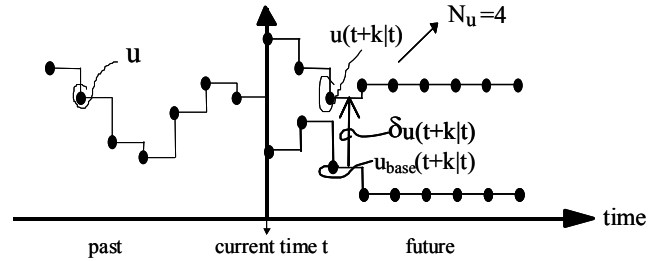 N_u=4
u(t+k|t)
u
δu(t+k|t)
u_base(t+k|t)
time
past
current time t
future